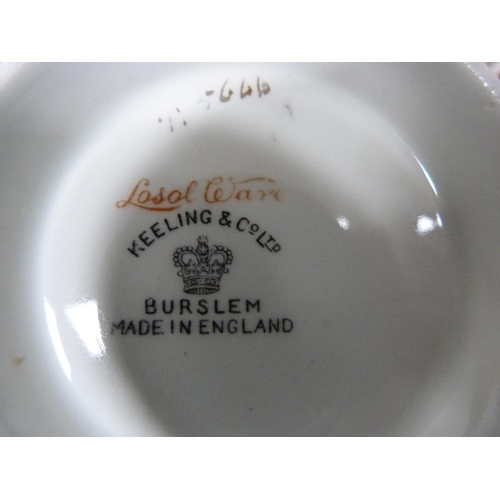 Losol Ware
KEELING & Co LTD
BURSLEM
MADE IN ENGLAND